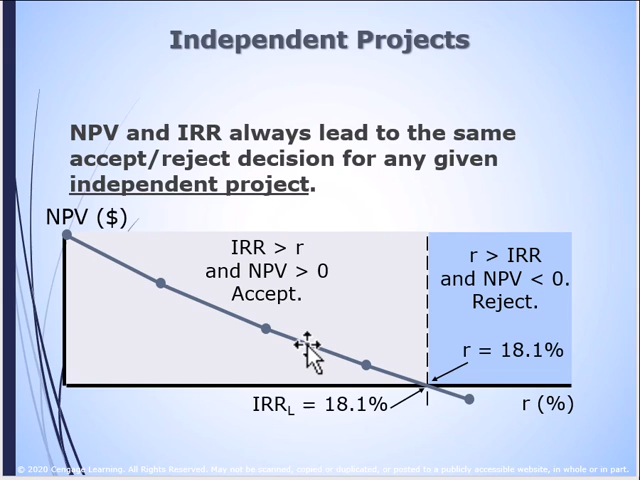 Independent Projects
NPV and IRR always lead to the same
accept/reject decision for any given
independent project.
NPV ($)
IRR > r
and NPV > 0
Accept.
r > IRR
and NPV < 0.
Reject.
r = 18.1%
IRRL = 18.1%
r (%)
© 2020 Cengage Learning. All Rights Reserved. May not be scanned, copied or duplicated, or posted to a publicly accessible website, in whole or in part.